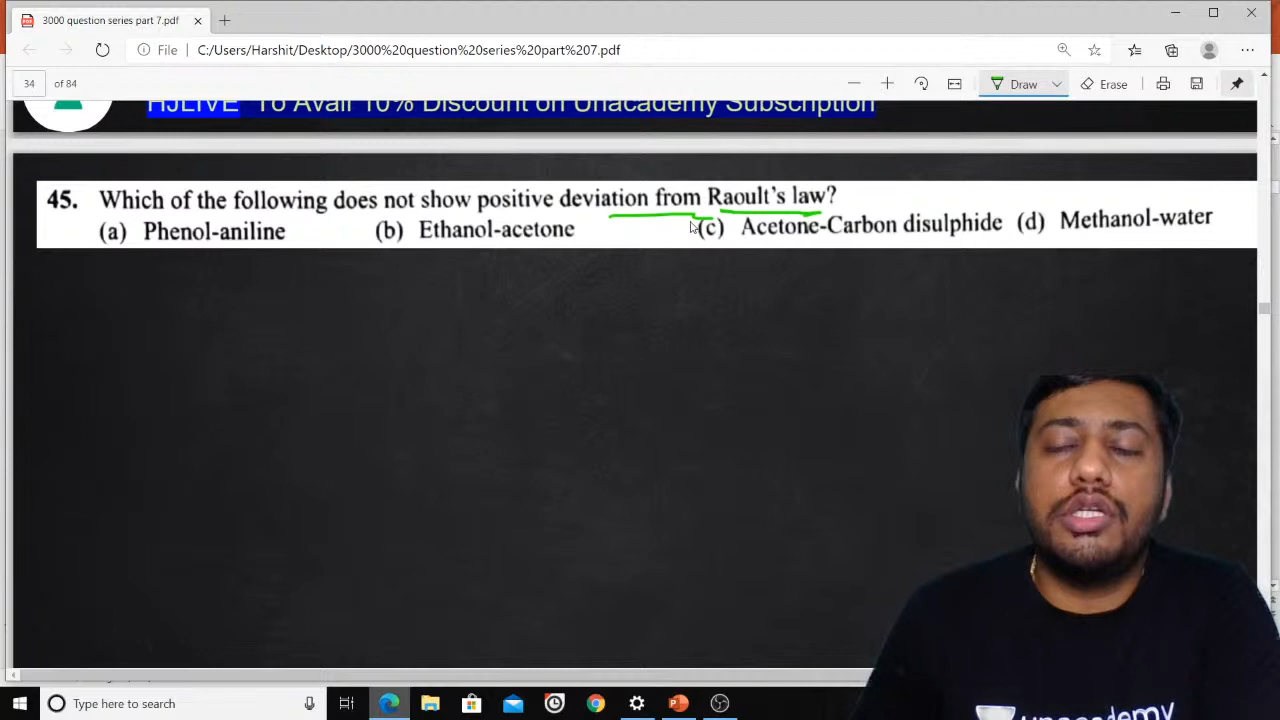 3000 question series part 7.pdf
File C:/Users/Harshit/Desktop/3000%20question%20series%20part%207.pdf
34 of 84 Draw Erase
HJLIVE To Avail 10% Discount on Unacademy Subscription
45. Which of the following does not show positive deviation from Raoult's law?
(a) Phenol-aniline (b) Ethanol-acetone (c) Acetone-Carbon disulphide (d) Methanol-water
unacademy
Type here to search